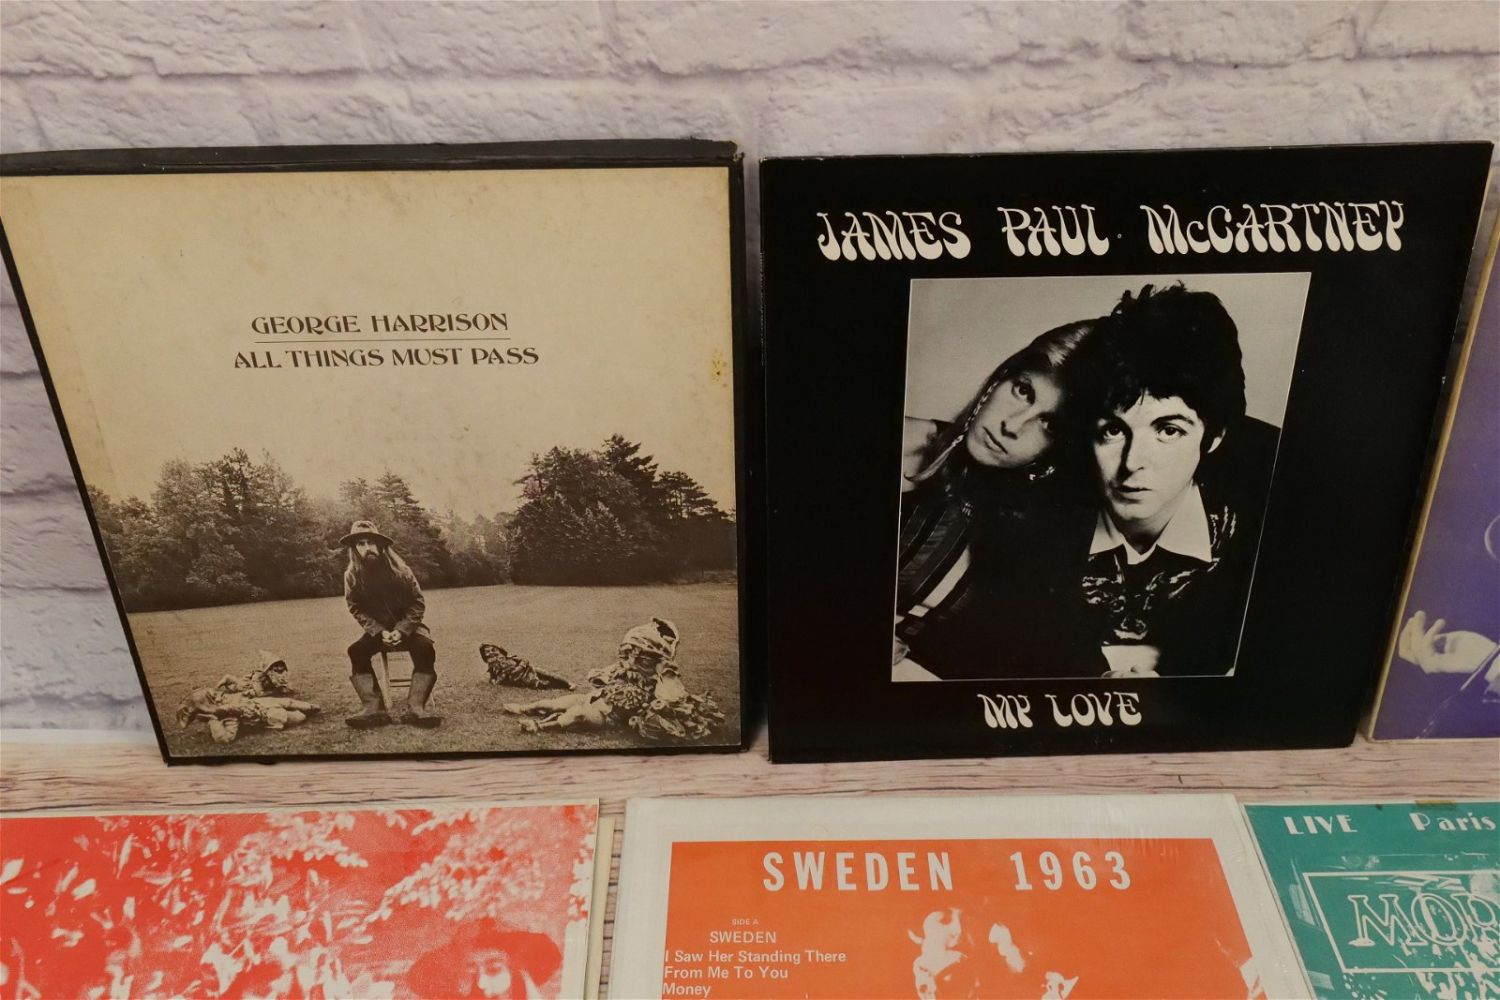 GEORGE HARRISON
ALL THINGS MUST PASS
JAMES PAUL McCARTNEY
MY LOVE
SWEDEN 1963
SIDE A
SWEDEN
I Saw Her Standing There
From Me To You
Money
LIVE Paris
MOR